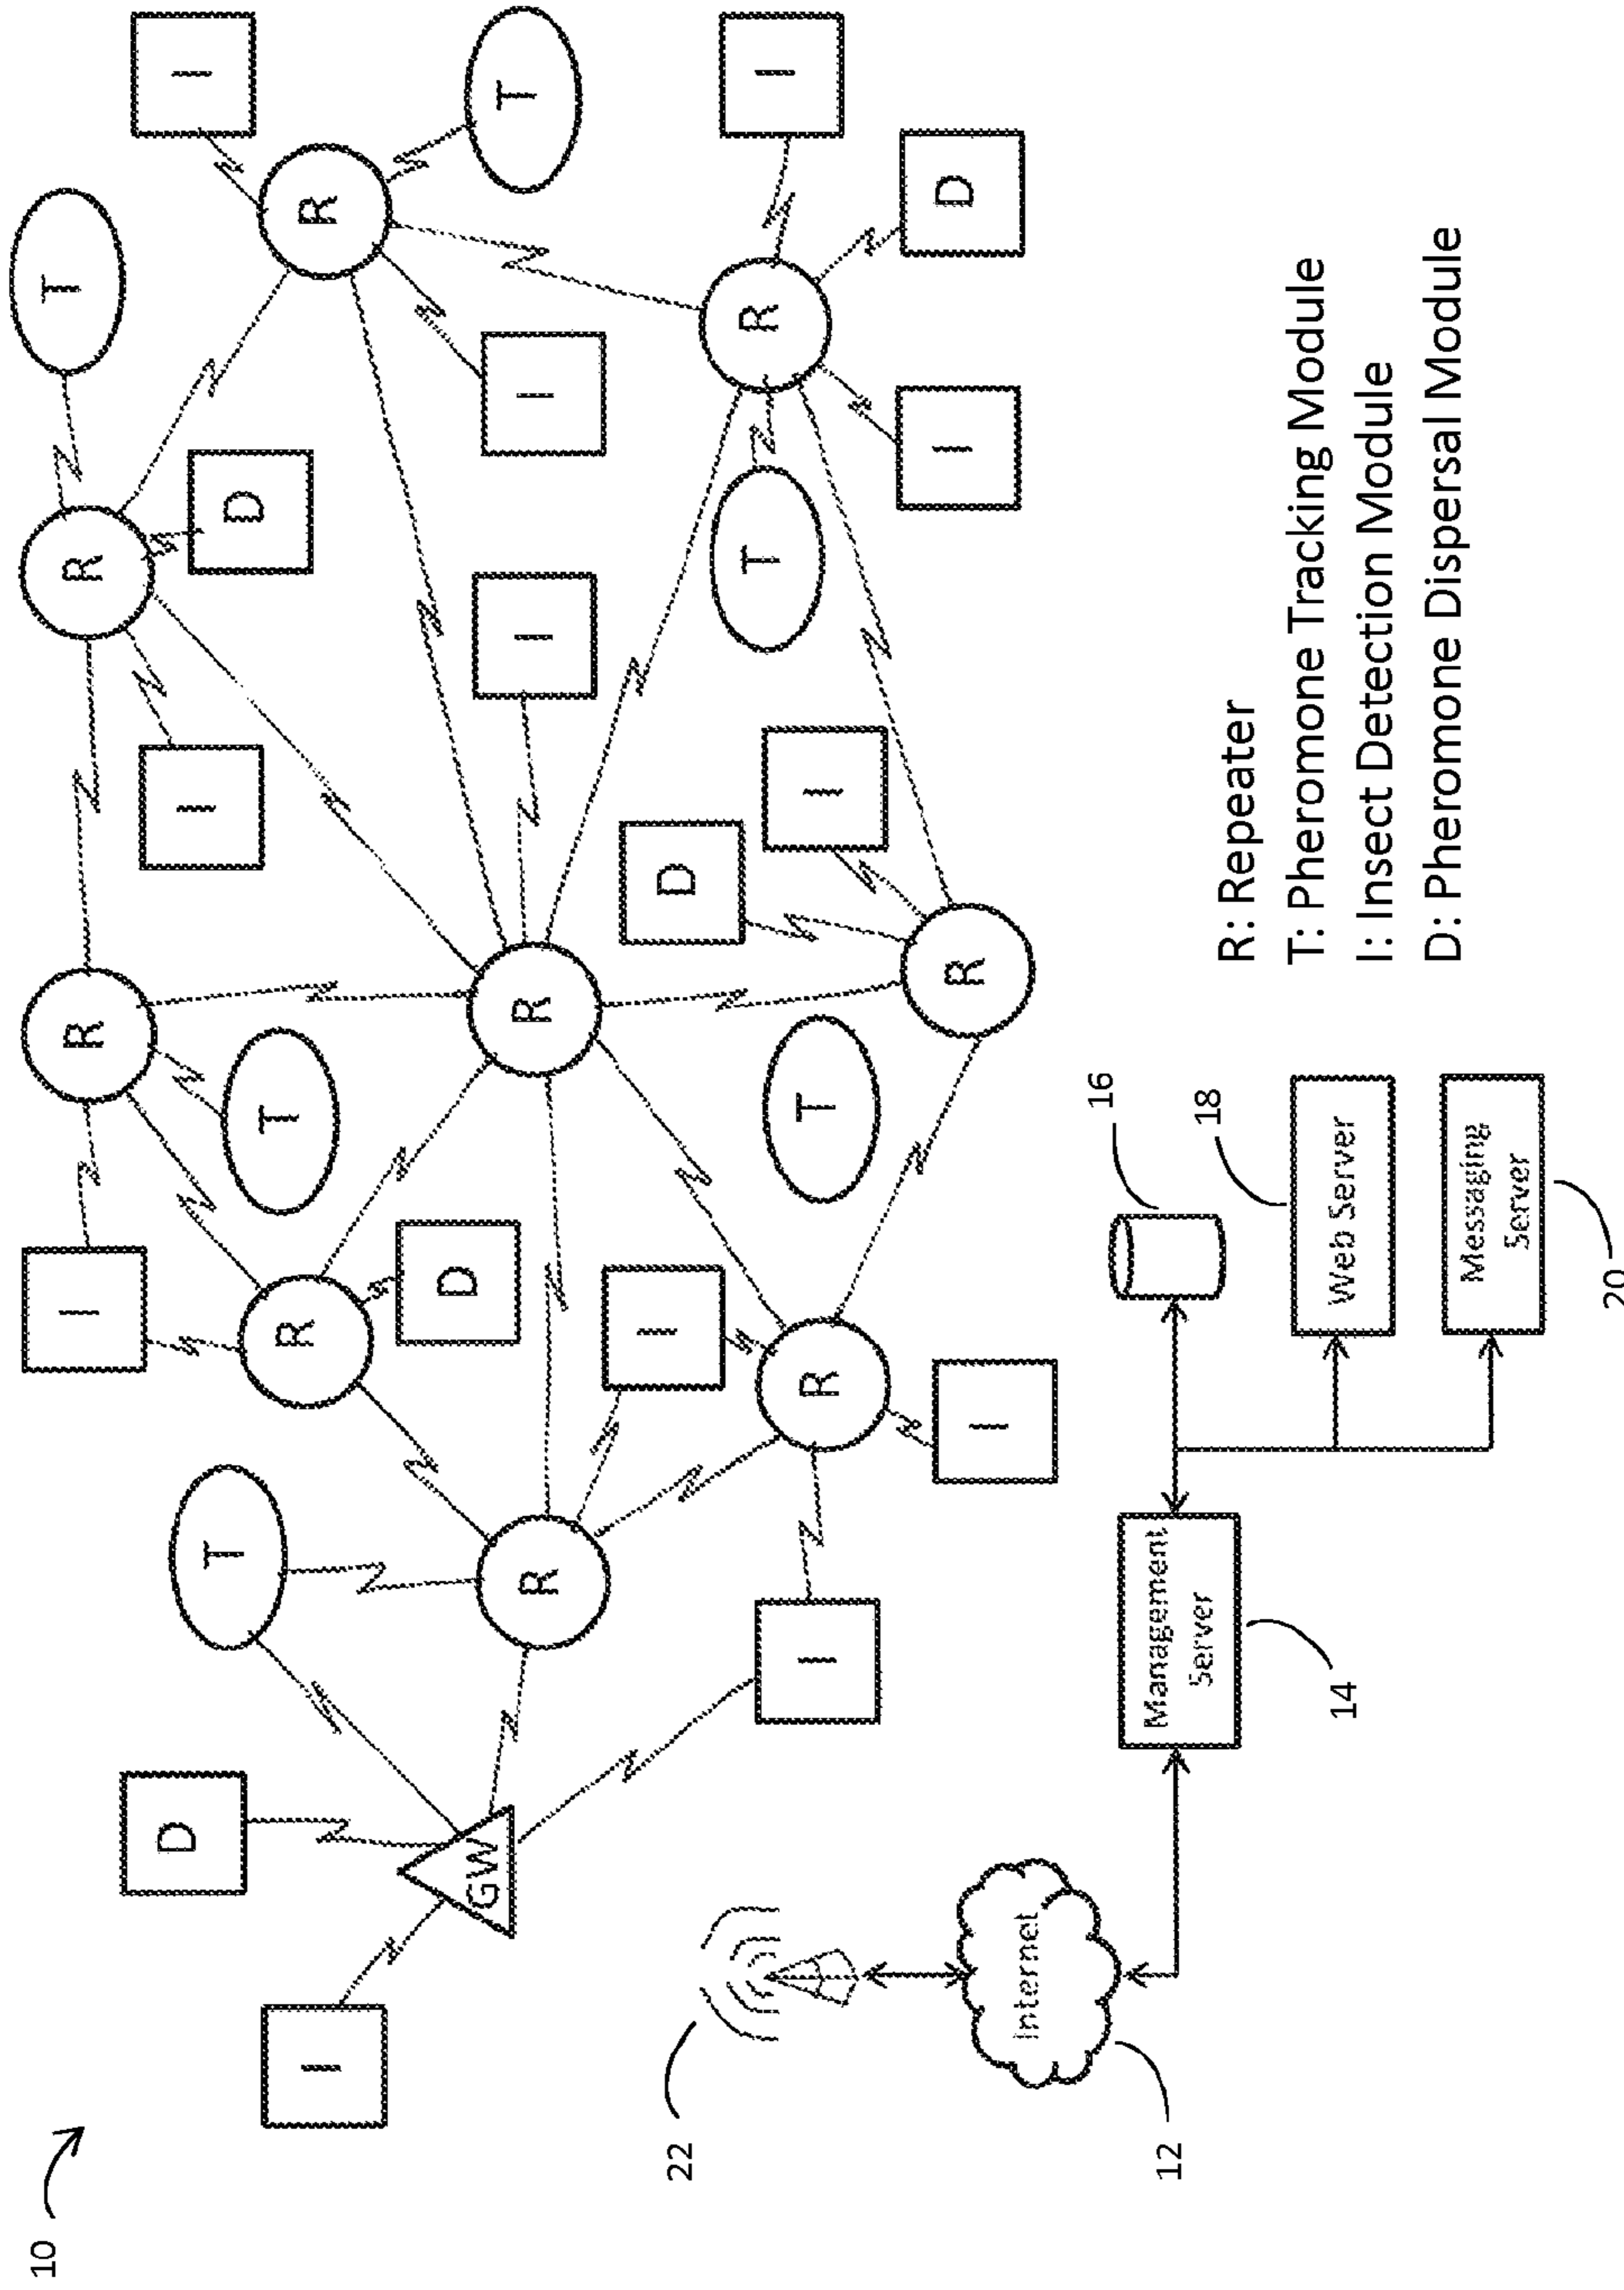 10
I
R
R
T
D
I
I
T
D
T
R
R
I
D
GW
R
R
I
I
T
I
D
22
T
R
I
I
R
T
I
I
D
I
R
Internet
16
12
Management
Server
18
14
Web Server
Messaging
Server
20
R: Repeater
T: Pheromone Tracking Module
I: Insect Detection Module
D: Pheromone Dispersal Module